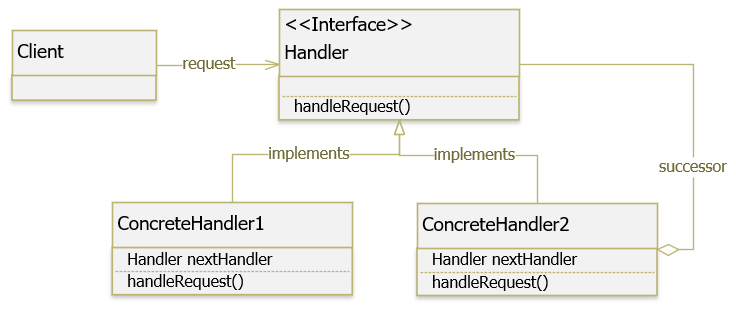 Client
request
<<Interface>>
Handler
handleRequest()
implements
implements
successor
ConcreteHandler1
Handler nextHandler
handleRequest()
ConcreteHandler2
Handler nextHandler
handleRequest()